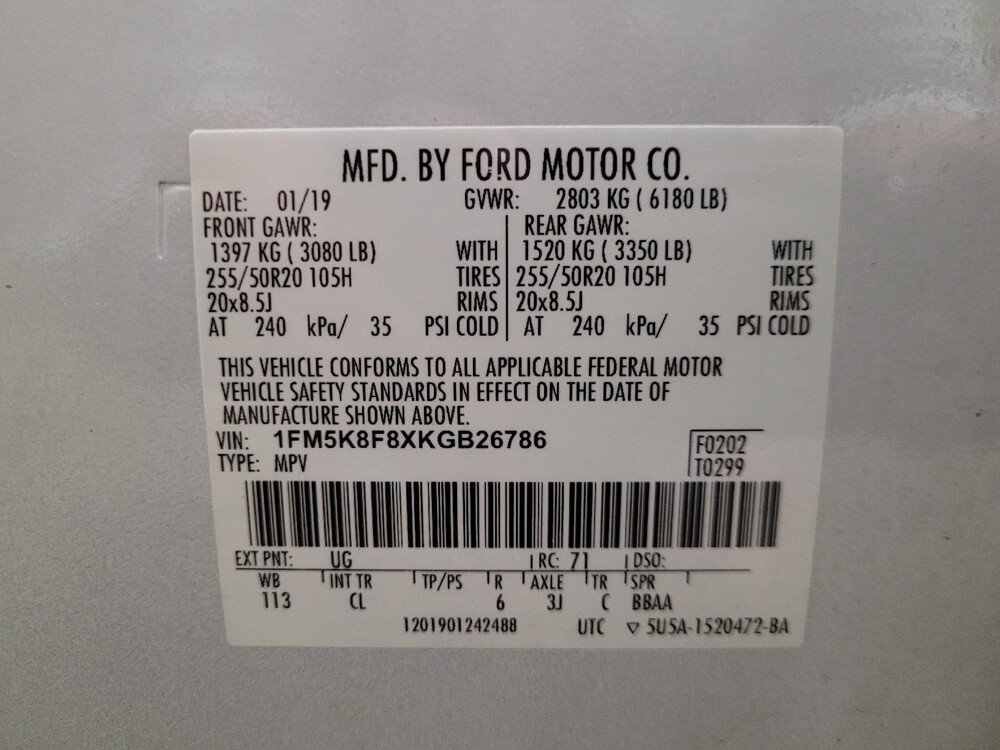 MFD. BY FORD MOTOR CO.
DATE: 01/19 GVWR: 2803 KG ( 6180 LB)
FRONT GAWR: REAR GAWR:
1397 KG ( 3080 LB) WITH 1520 KG ( 3350 LB) WITH
255/50R20 105H TIRES 255/50R20 105H TIRES
20x8.5J RIMS 20x8.5J RIMS
AT 240 kPa/ 35 PSI COLD AT 240 kPa/ 35 PSI COLD
THIS VEHICLE CONFORMS TO ALL APPLICABLE FEDERAL MOTOR
VEHICLE SAFETY STANDARDS IN EFFECT ON THE DATE OF
MANUFACTURE SHOWN ABOVE.
VIN: 1FM5K8F8XKGB26786 F0202
TYPE: MPV T0299
EXT PNT: UG RC: 71 DSO:
WB INT TR TP/PS R AXLE TR SPR
113 CL 6 3J C BBAA
1201901242488 UTC ▽ 5U5A-1520472-BA